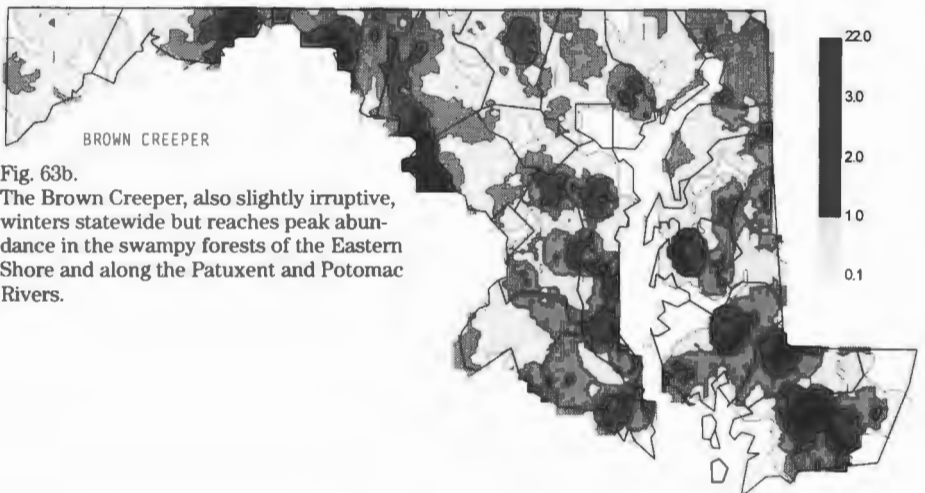 22.0
3.0
2.0
1.0
0.1
BROWN CREEPER
Fig. 63b.
The Brown Creeper, also slightly irruptive,
winters statewide but reaches peak abun-
dance in the swampy forests of the Eastern
Shore and along the Patuxent and Potomac
Rivers.